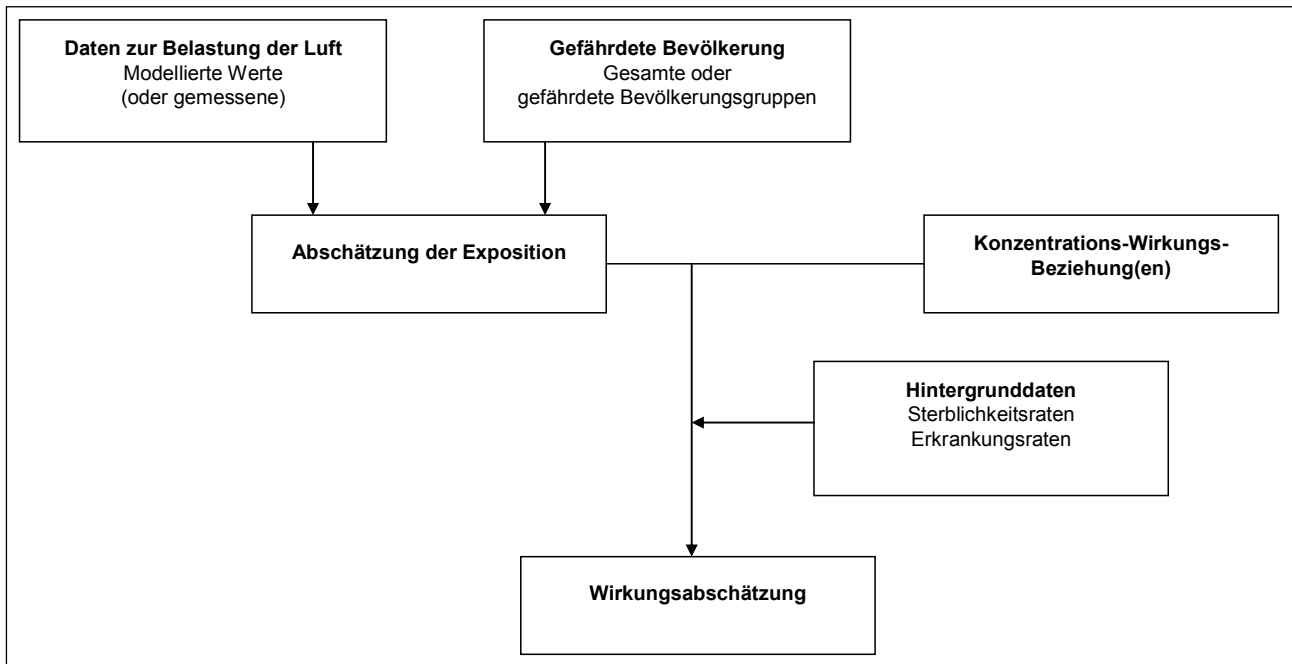 Daten zur Belastung der Luft
Modellierte Werte
(oder gemessene)
Gefährdete Bevölkerung
Gesamte oder
gefährdete Bevölkerungsgruppen
Abschätzung der Exposition
Konzentrations-Wirkungs-
Beziehung(en)
Hintergrunddaten
Sterblichkeitsraten
Erkrankungsraten
Wirkungsabschätzung